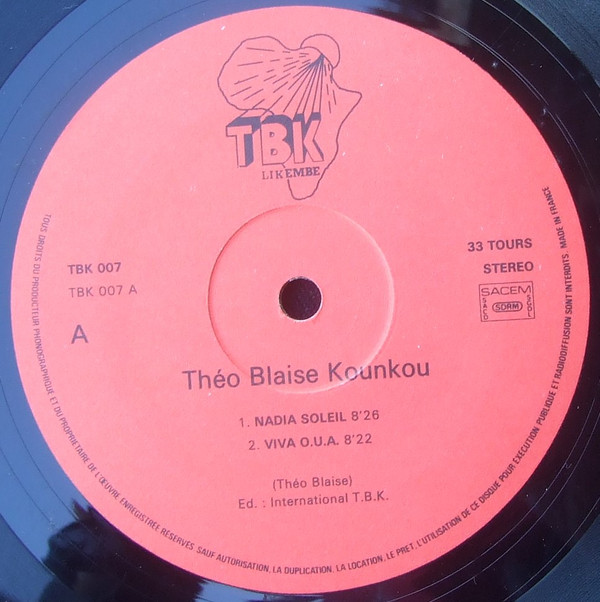 TBK
LIKEMBE
TBK 007
TBK 007 A
A
33 TOURS
STEREO
SACEM
SACD
SDRM
SGDL
Théo Blaise Kounkou
1. NADIA SOLEIL 8'26
2. VIVA O.U.A. 8'22
(Théo Blaise)
Ed. : International T.B.K.
TOUS DROITS DU PRODUCTEUR PHONOGRAPHIQUE ET DU PROPRIETAIRE DE L'ŒUVRE ENREGISTREE RESERVES SAUF AUTORISATION, LA DUPLICATION, LA LOCATION, LE PRET, L'UTILISATION DE CE DISQUE POUR EXECUTION PUBLIQUE ET RADIODIFFUSION SONT INTERDITS. MADE IN FRANCE